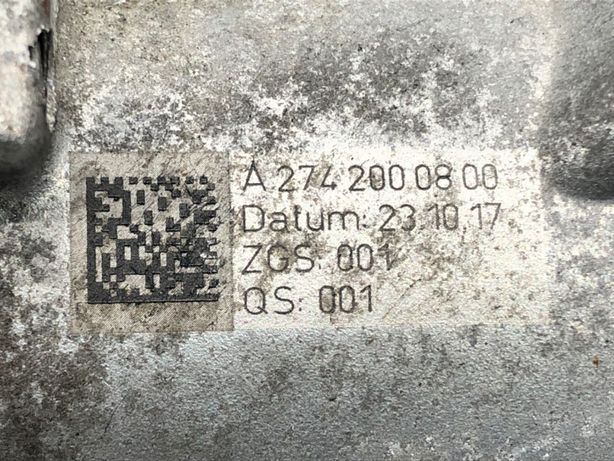 A 274 200 08 00
Datum: 23.10.17
ZGS: 001
QS: 001